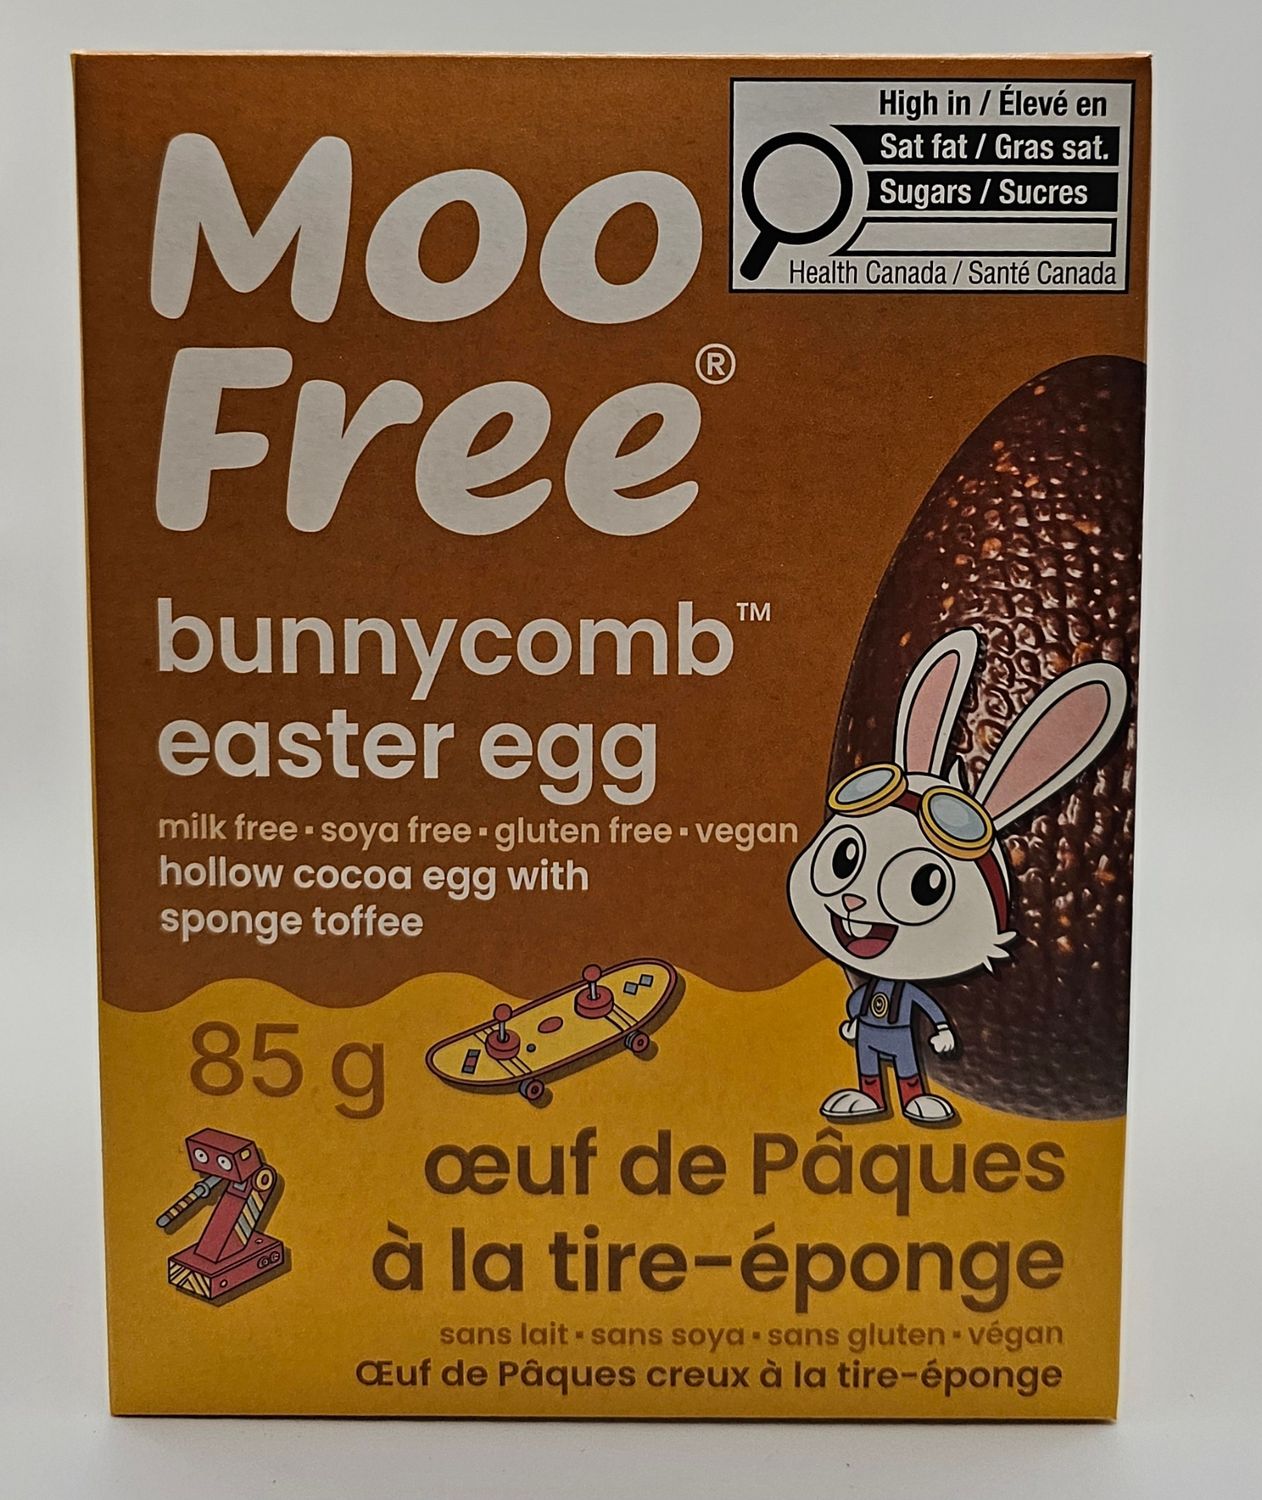 High in / Élevé en
Sat fat / Gras sat.
Sugars / Sucres
Health Canada / Santé Canada
Moo
Free®
bunnycomb™
easter egg
milk free · soya free · gluten free · vegan
hollow cocoa egg with
sponge toffee
85 g
œuf de Pâques
à la tire-éponge
sans lait · sans soya · sans gluten · végan
Œuf de Pâques creux à la tire-éponge